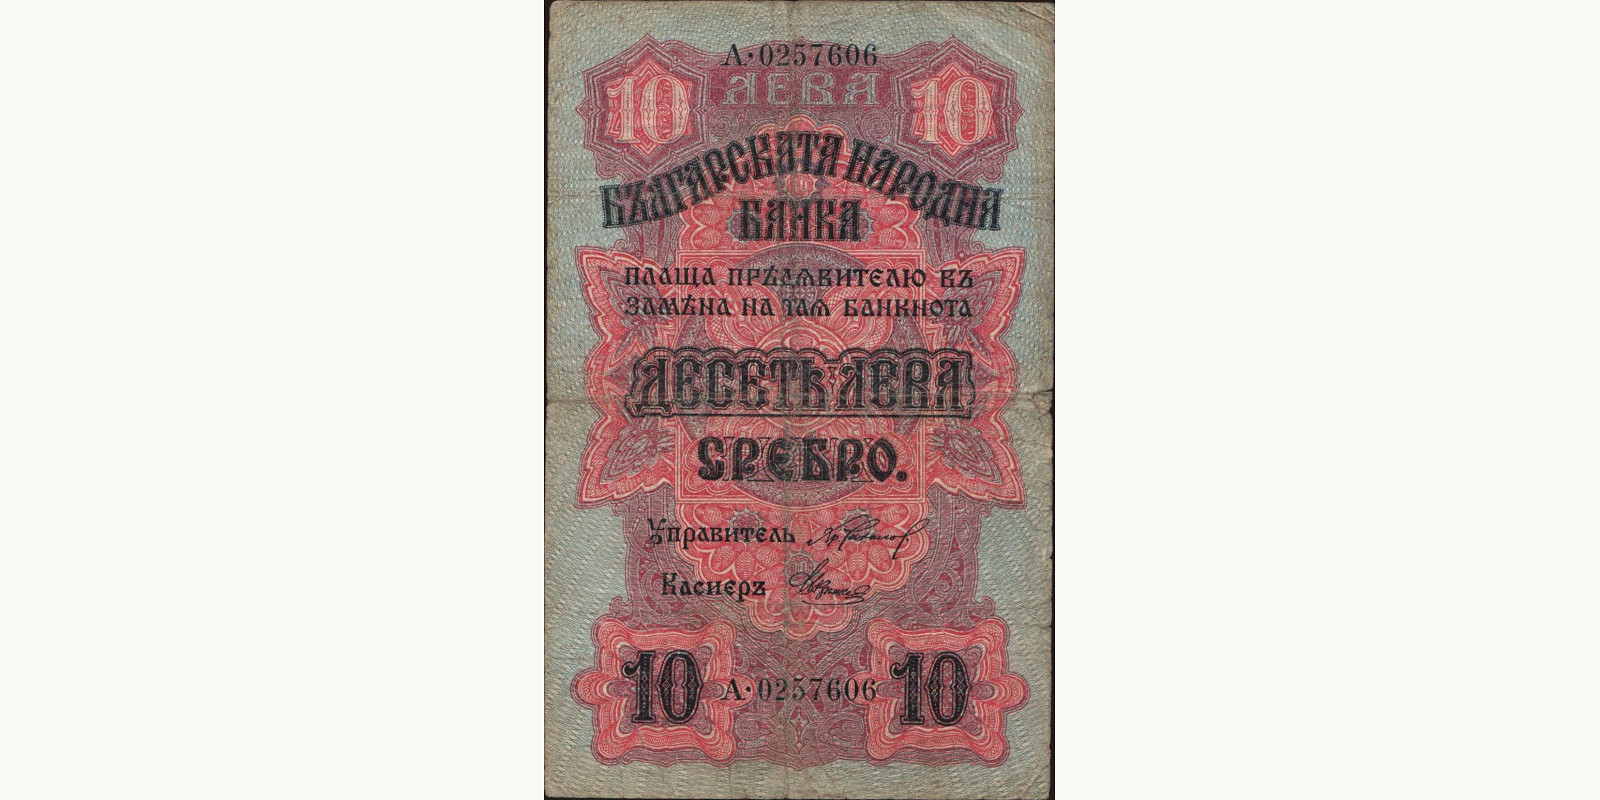 А·0257606
10 ЛЕВА 10
БЪЛГАРСКАТА НАРОДНА
БАНКА
ПЛАЩА ПРѢДЯВИТЕЛЮ ВЪ
ЗАМѢНА НА ТАЯ БАНКНОТА
ДЕСЕТЬ ЛЕВА
СРЕБРО.
Управитель
Касиеръ
10 А·0257606 10